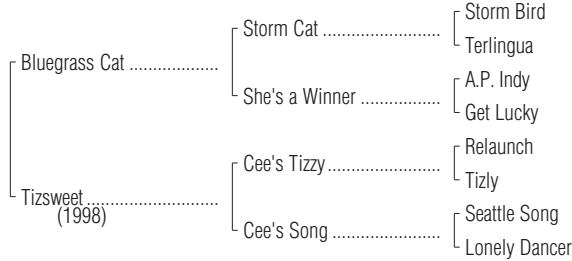 Storm Bird
Storm Cat ........................
Terlingua
Bluegrass Cat ..................
A.P. Indy
She's a Winner ................
Get Lucky
Relaunch
Cee's Tizzy.......................
Tizly
Tizsweet...........................
(1998)
Seattle Song
Cee's Song ......................
Lonely Dancer